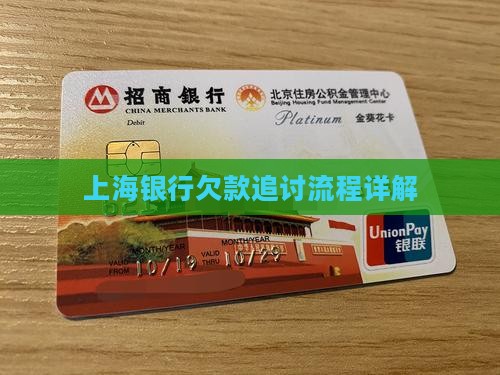 招商银行
CHINA MERCHANTS BANK
Debit
北京住房公积金管理中心
Beijing Housing Fund Management Center
Platinum 金葵花卡
上海银行欠款追讨流程详解
MONTH/YEAR MONTH/YEAR
VALID FROM 10/19 VALID THRU 10/29
UnionPay
银联